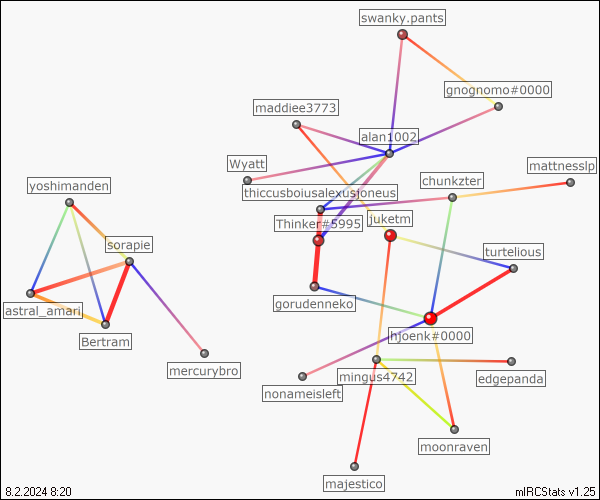 swanky.pants
gnognomo#0000
maddiee3773
alan1002
Wyatt
mattnesslp
chunkzter
yoshimanden
thiccusboiusalexusjoneus
Thinker#5995
juketm
sorapie
turtelious
astral_amari
gorudenneko
hjoenk#0000
Bertram
mercurybro
mingus4742
edgepanda
nonameisleft
moonraven
majestico
8.2.2024 8:20
mIRCStats v1.25